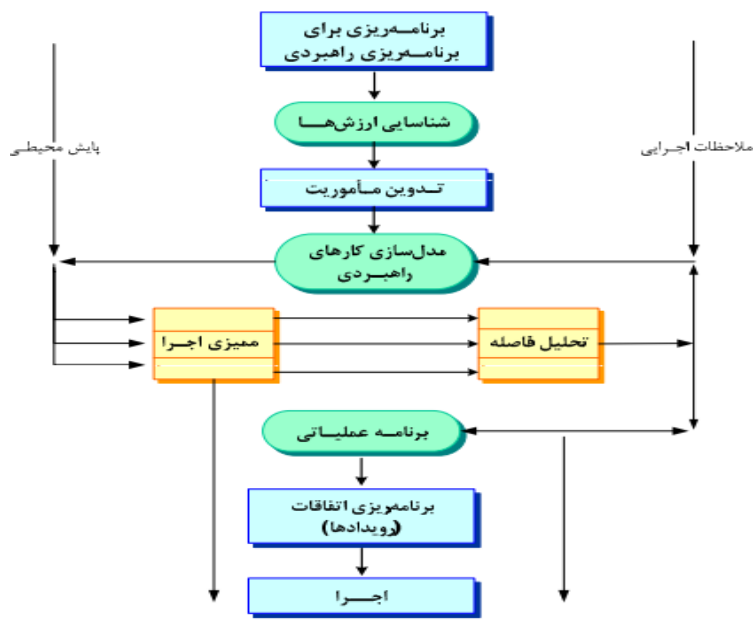 برنامه‌ریزی برای
برنامه‌ریزی راهبردی
شناسایی ارزش‌ها
پایش محیطی
ملاحظات اجرایی
تدوین مأموریت
مدل‌سازی کارهای
راهبردی
ممیزی اجرا
تحلیل فاصله
برنامه عملیاتی
برنامه‌ریزی اتفاقات
(رویدادها)
اجرا